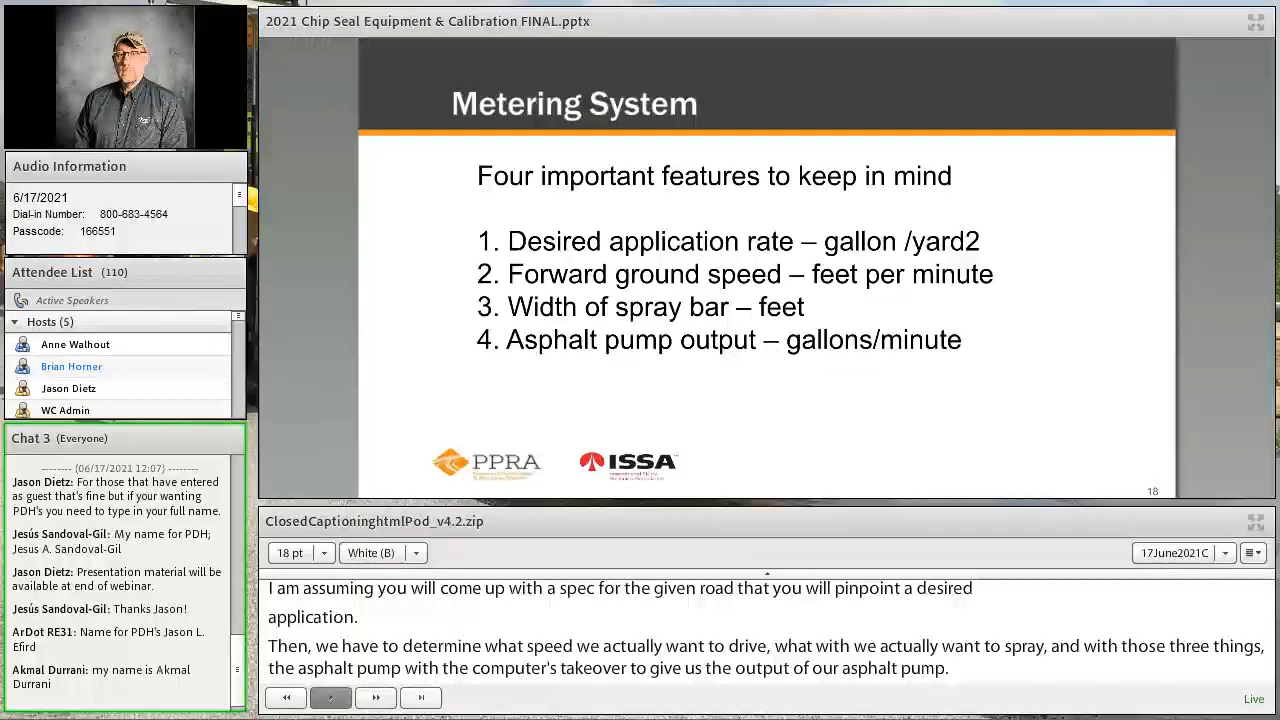 2021 Chip Seal Equipment & Calibration FINAL.pptx
Metering System
Four important features to keep in mind
1. Desired application rate – gallon /yard2
2. Forward ground speed – feet per minute
3. Width of spray bar – feet
4. Asphalt pump output – gallons/minute
PPRA
ISSA
18
Audio Information
6/17/2021
Dial-in Number: 800-683-4564
Passcode: 166551
Attendee List (110)
Active Speakers
Hosts (5)
Anne Walhout
Brian Horner
Jason Dietz
WC Admin
Chat 3 (Everyone)
-------- (06/17/2021 12:07) --------
Jason Dietz: For those that have entered
as guest that's fine but if your wanting
PDH's you need to type in your full name.
Jesús Sandoval-Gil: My name for PDH;
Jesus A. Sandoval-Gil
Jason Dietz: Presentation material will be
available at end of webinar.
Jesús Sandoval-Gil: Thanks Jason!
ArDot RE31: Name for PDH's Jason L.
Efird
Akmal Durrani: my name is Akmal
Durrani
ClosedCaptioninghtmlPod_v4.2.zip
18 pt
White (B)
17June2021C
I am assuming you will come up with a spec for the given road that you will pinpoint a desired
application.
Then, we have to determine what speed we actually want to drive, what with we actually want to spray, and with those three things,
the asphalt pump with the computer's takeover to give us the output of our asphalt pump.
Live